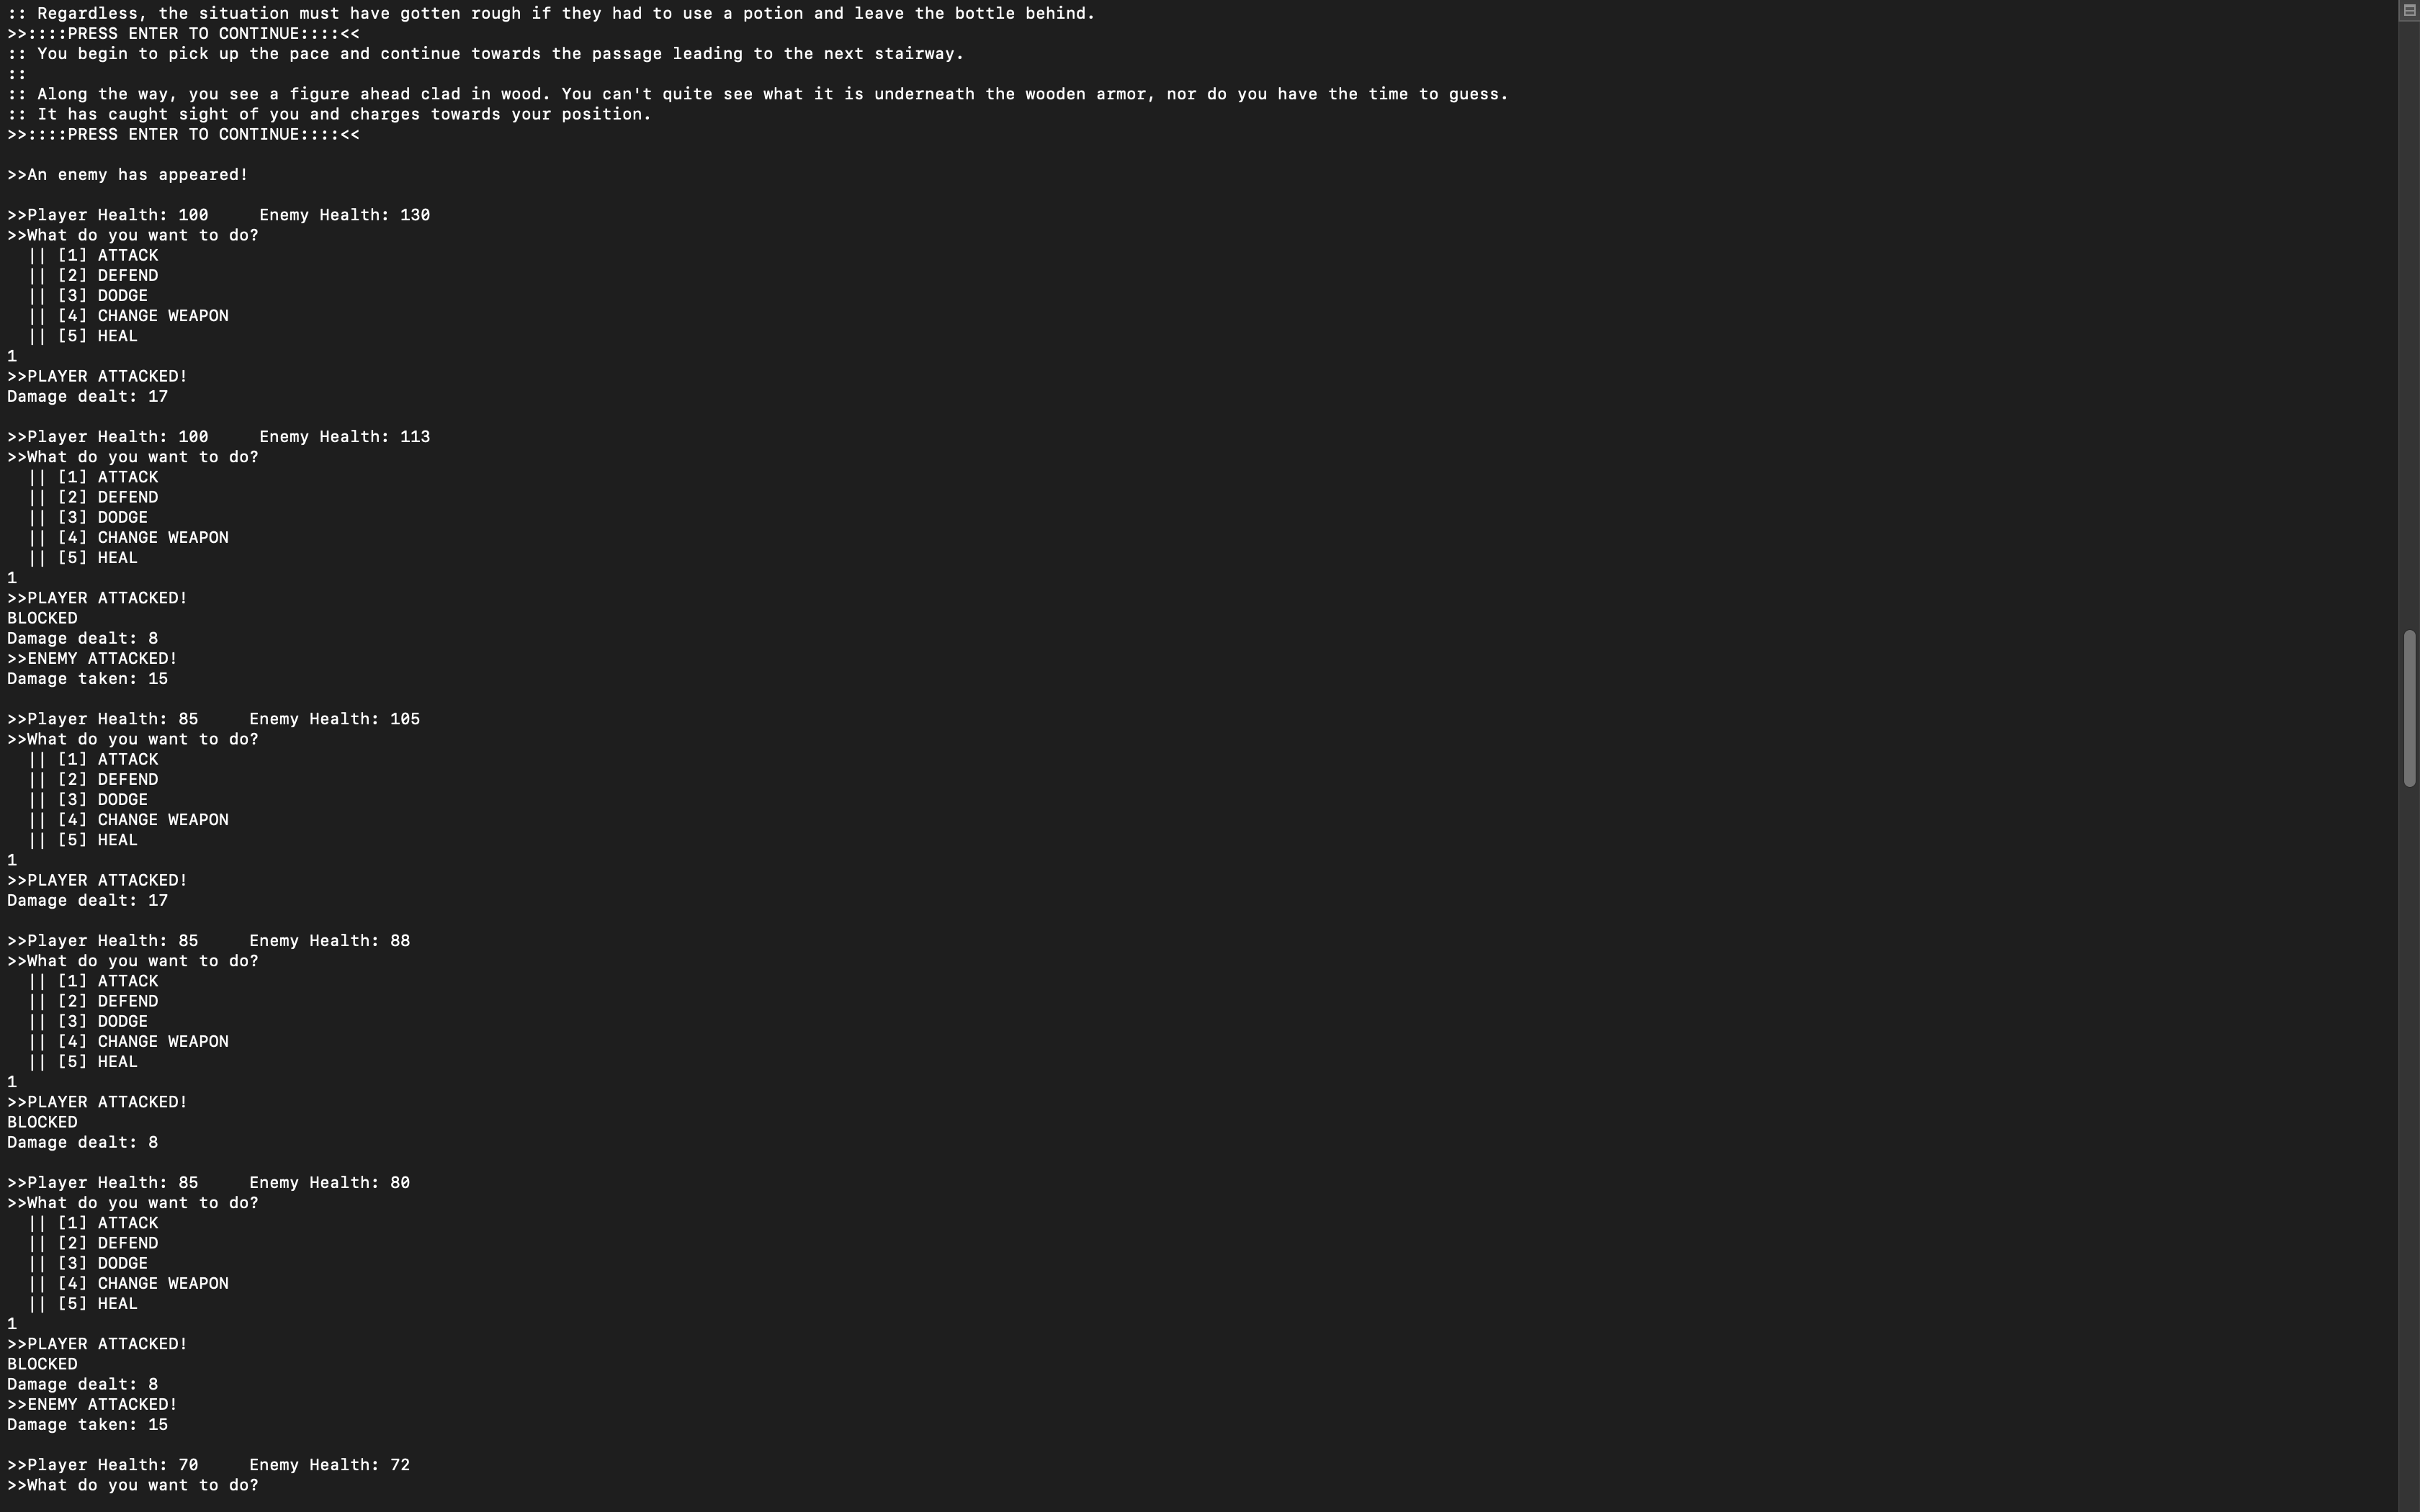 :: Regardless, the situation must have gotten rough if they had to use a potion and leave the bottle behind.
>>::::PRESS ENTER TO CONTINUE::::<<
:: You begin to pick up the pace and continue towards the passage leading to the next stairway.
::
:: Along the way, you see a figure ahead clad in wood. You can't quite see what it is underneath the wooden armor, nor do you have the time to guess.
:: It has caught sight of you and charges towards your position.
>>::::PRESS ENTER TO CONTINUE::::<<

>>An enemy has appeared!

>>Player Health: 100     Enemy Health: 130
>>What do you want to do?
  || [1] ATTACK
  || [2] DEFEND
  || [3] DODGE
  || [4] CHANGE WEAPON
  || [5] HEAL
1
>>PLAYER ATTACKED!
Damage dealt: 17

>>Player Health: 100     Enemy Health: 113
>>What do you want to do?
  || [1] ATTACK
  || [2] DEFEND
  || [3] DODGE
  || [4] CHANGE WEAPON
  || [5] HEAL
1
>>PLAYER ATTACKED!
BLOCKED
Damage dealt: 8
>>ENEMY ATTACKED!
Damage taken: 15

>>Player Health: 85     Enemy Health: 105
>>What do you want to do?
  || [1] ATTACK
  || [2] DEFEND
  || [3] DODGE
  || [4] CHANGE WEAPON
  || [5] HEAL
1
>>PLAYER ATTACKED!
Damage dealt: 17

>>Player Health: 85     Enemy Health: 88
>>What do you want to do?
  || [1] ATTACK
  || [2] DEFEND
  || [3] DODGE
  || [4] CHANGE WEAPON
  || [5] HEAL
1
>>PLAYER ATTACKED!
BLOCKED
Damage dealt: 8

>>Player Health: 85     Enemy Health: 80
>>What do you want to do?
  || [1] ATTACK
  || [2] DEFEND
  || [3] DODGE
  || [4] CHANGE WEAPON
  || [5] HEAL
1
>>PLAYER ATTACKED!
BLOCKED
Damage dealt: 8
>>ENEMY ATTACKED!
Damage taken: 15

>>Player Health: 70     Enemy Health: 72
>>What do you want to do?